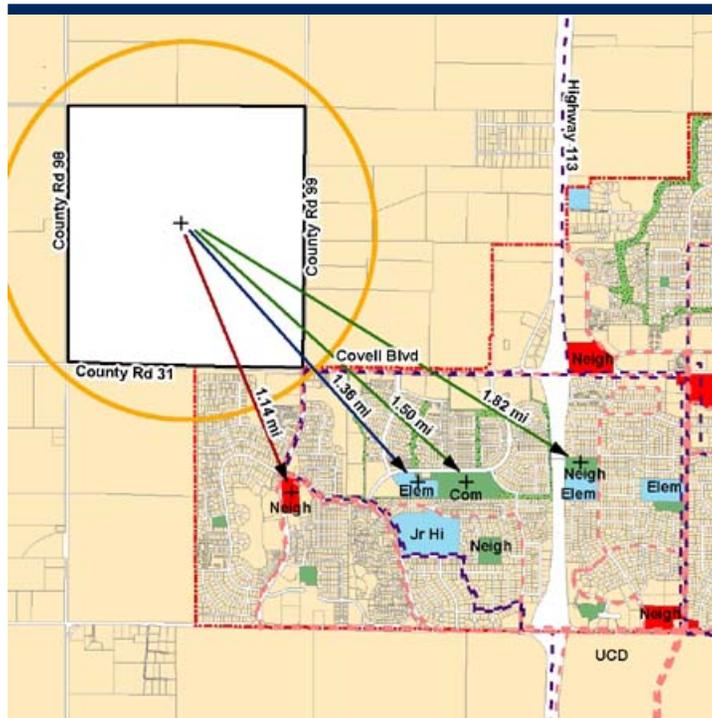 Highway 113
County Rd 98
County Rd 99
Covell Blvd
Neigh
County Rd 31
1.14 mi
1.36 mi
1.50 mi
1.82 mi
Neigh
Elem
Com
Neigh
Elem
Elem
Jr Hi
Neigh
Neigh
UCD